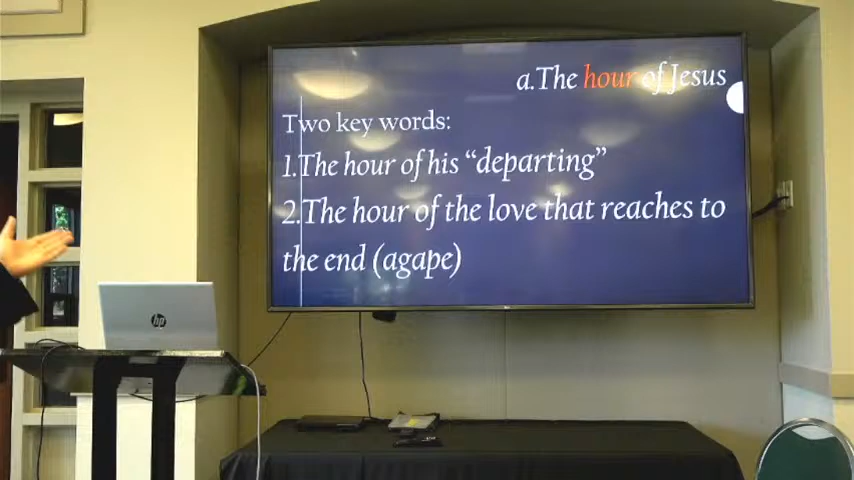 a.The hour of Jesus
Two key words:
1.The hour of his “departing”
2.The hour of the love that reaches to
the end (agape)
hp